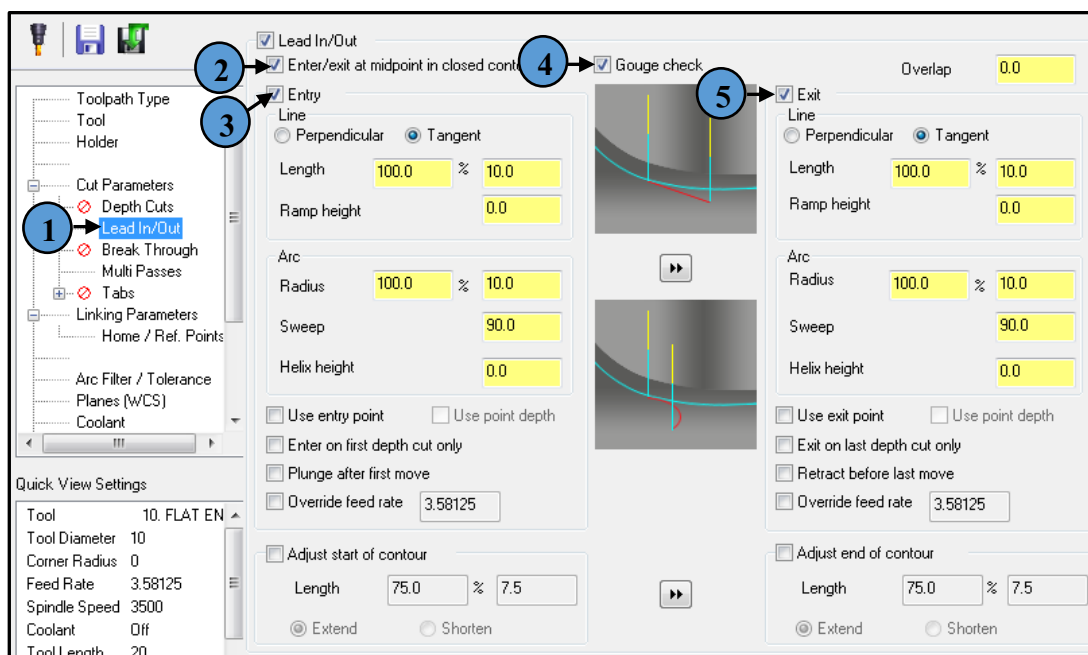 Lead In/Out
2 Enter/exit at midpoint in closed cont
4 Gouge check
Overlap 0.0
3 Entry
Line
Perpendicular Tangent
Length 100.0 % 10.0
Ramp height 0.0
Arc
Radius 100.0 % 10.0
Sweep 90.0
Helix height 0.0
Use entry point Use point depth
Enter on first depth cut only
Plunge after first move
Override feed rate 3.58125
Adjust start of contour
Length 75.0 % 7.5
Extend Shorten
5 Exit
Line
Perpendicular Tangent
Length 100.0 % 10.0
Ramp height 0.0
Arc
Radius 100.0 % 10.0
Sweep 90.0
Helix height 0.0
Use exit point Use point depth
Exit on last depth cut only
Retract before last move
Override feed rate 3.58125
Adjust end of contour
Length 75.0 % 7.5
Extend Shorten
Toolpath Type
Tool
Holder
Cut Parameters
Depth Cuts
1 Lead In/Out
Break Through
Multi Passes
Tabs
Linking Parameters
Home / Ref. Points
Arc Filter / Tolerance
Planes (WCS)
Coolant
Quick View Settings
Tool 10. FLAT EN
Tool Diameter 10
Corner Radius 0
Feed Rate 3.58125
Spindle Speed 3500
Coolant Off
Tool Length 20